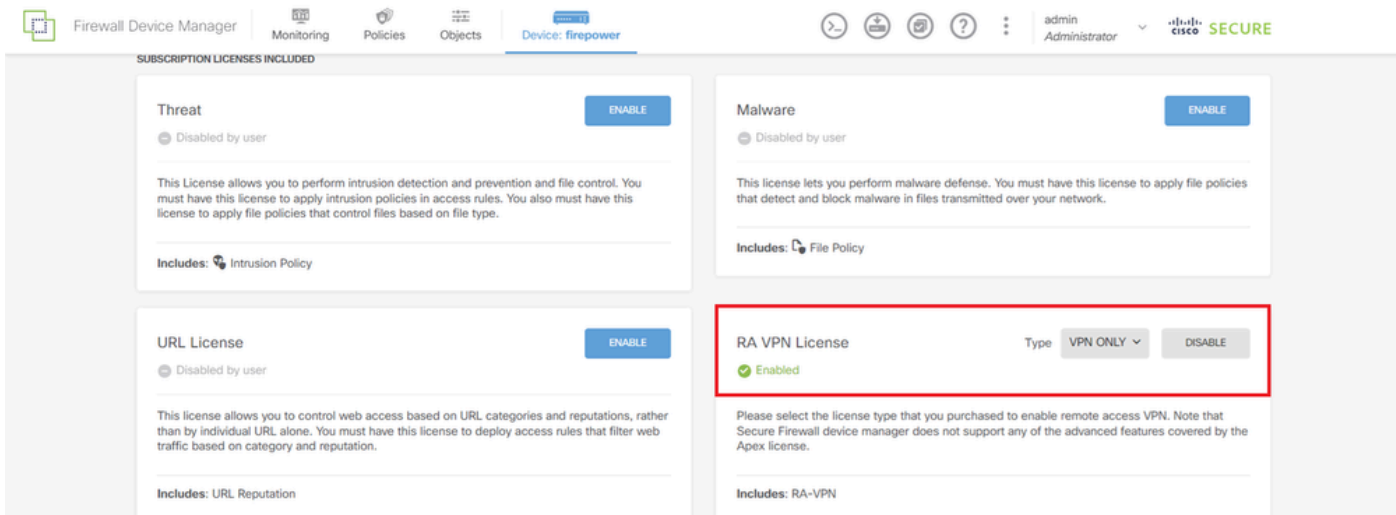 Firewall Device Manager
Monitoring
Policies
Objects
Device: firepower
admin
Administrator
cisco SECURE
SUBSCRIPTION LICENSES INCLUDED
Threat
ENABLE
Disabled by user
This License allows you to perform intrusion detection and prevention and file control. You
must have this license to apply intrusion policies in access rules. You also must have this
license to apply file policies that control files based on file type.
Includes: Intrusion Policy
Malware
ENABLE
Disabled by user
This license lets you perform malware defense. You must have this license to apply file policies
that detect and block malware in files transmitted over your network.
Includes: File Policy
URL License
ENABLE
Disabled by user
This license allows you to control web access based on URL categories and reputations, rather
than by individual URL alone. You must have this license to deploy access rules that filter web
traffic based on category and reputation.
Includes: URL Reputation
RA VPN License
Type VPN ONLY
DISABLE
Enabled
Please select the license type that you purchased to enable remote access VPN. Note that
Secure Firewall device manager does not support any of the advanced features covered by the
Apex license.
Includes: RA-VPN